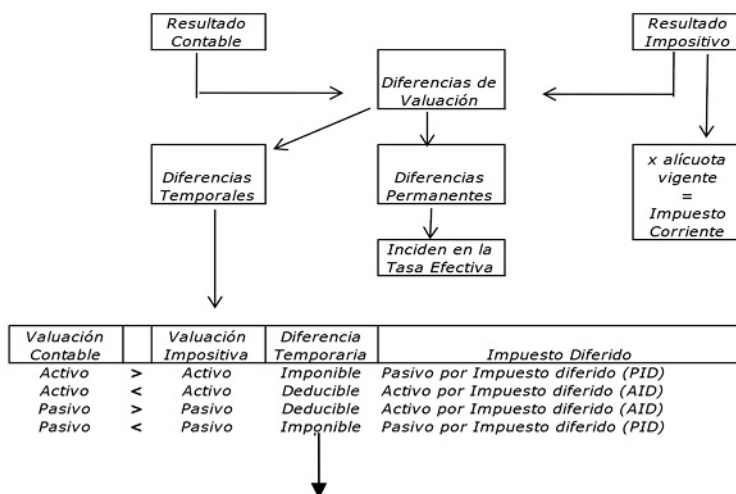 Resultado
Contable
Resultado
Impositivo
Diferencias de
Valuación
Diferencias
Temporales
Diferencias
Permanentes
x alícuota
vigente
=
Impuesto
Corriente
Inciden en la
Tasa Efectiva
Valuación Contable Valuación Impositiva Diferencia Temporaria Impuesto Diferido
Activo > Activo Imponible Pasivo por Impuesto diferido (PID)
Activo < Activo Deducible Activo por Impuesto diferido (AID)
Pasivo > Pasivo Deducible Activo por Impuesto diferido (AID)
Pasivo < Pasivo Imponible Pasivo por Impuesto diferido (PID)